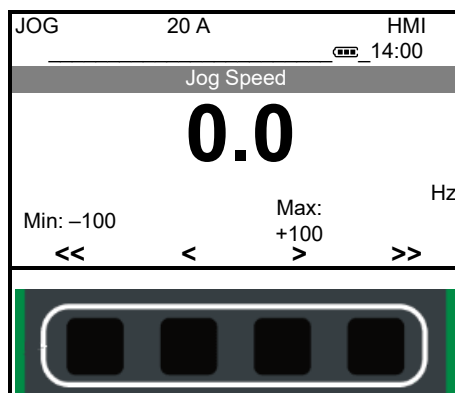 JOG 20 A HMI
14:00
Jog Speed
0.0
Hz
Min: –100 Max:
+100
<< < > >>